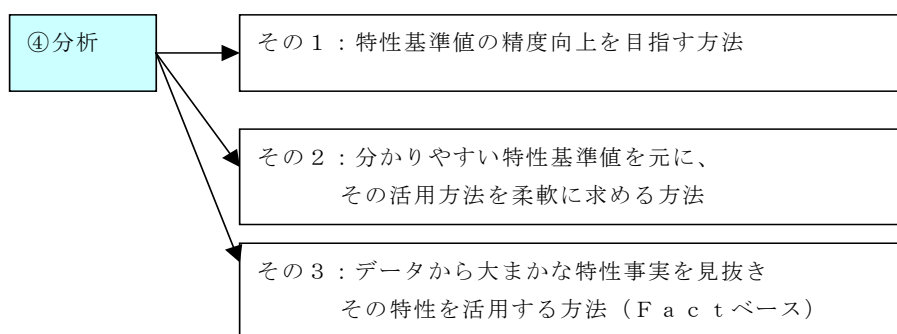 ④分析
その１：特性基準値の精度向上を目指す方法
その２：分かりやすい特性基準値を元に、
その活用方法を柔軟に求める方法
その３：データから大まかな特性事実を見抜き
その特性を活用する方法（Ｆａｃｔベース）